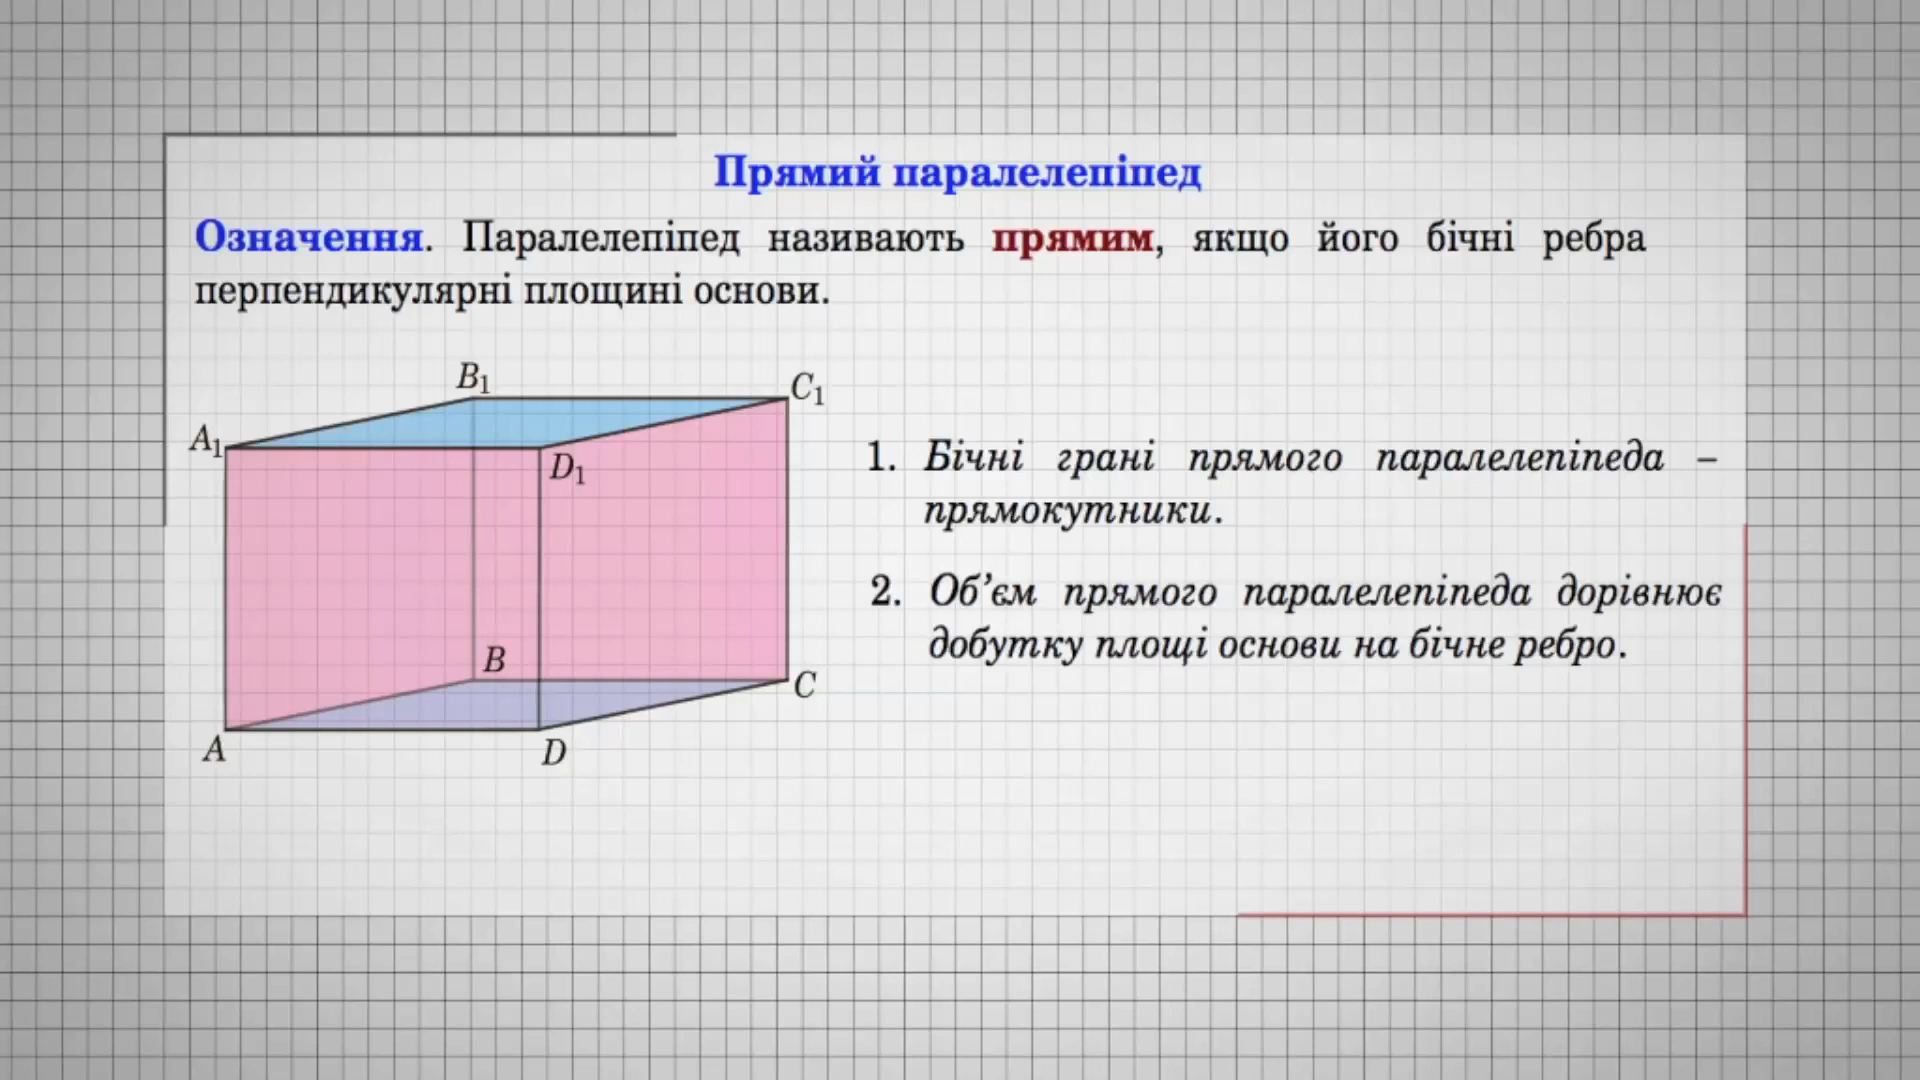 Прямий паралелепіпед
Означення. Паралелепіпед називають прямим, якщо його бічні ребра
перпендикулярні площині основи.
B₁
C₁
A₁
D₁
1. Бічні грані прямого паралелепіпеда –
прямокутники.
2. Об’єм прямого паралелепіпеда дорівнює
добутку площі основи на бічне ребро.
B
C
A
D